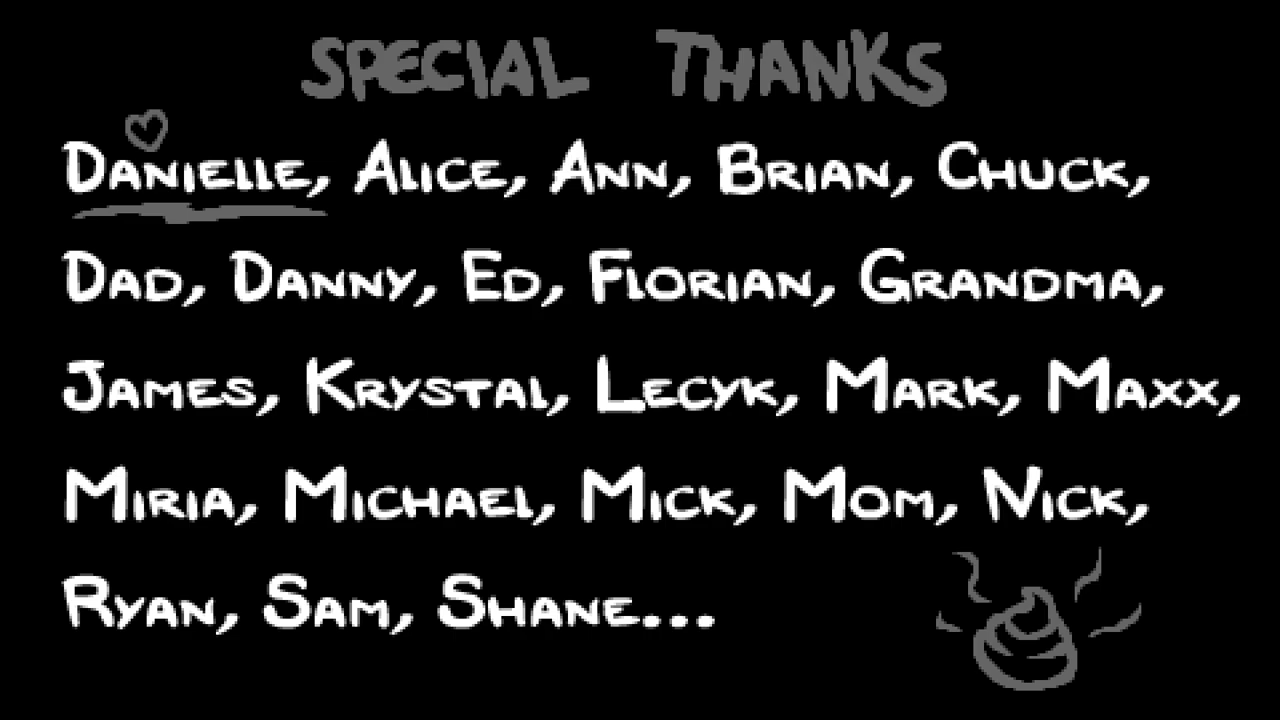 SPECIAL THANKS
DANIELLE, ALICE, ANN, BRIAN, CHUCK,
DAD, DANNY, ED, FLORIAN, GRANDMA,
JAMES, KRYSTAL, LECYK, MARK, MAXX,
MIRIA, MICHAEL, MICK, MOM, NICK,
RYAN, SAM, SHANE...